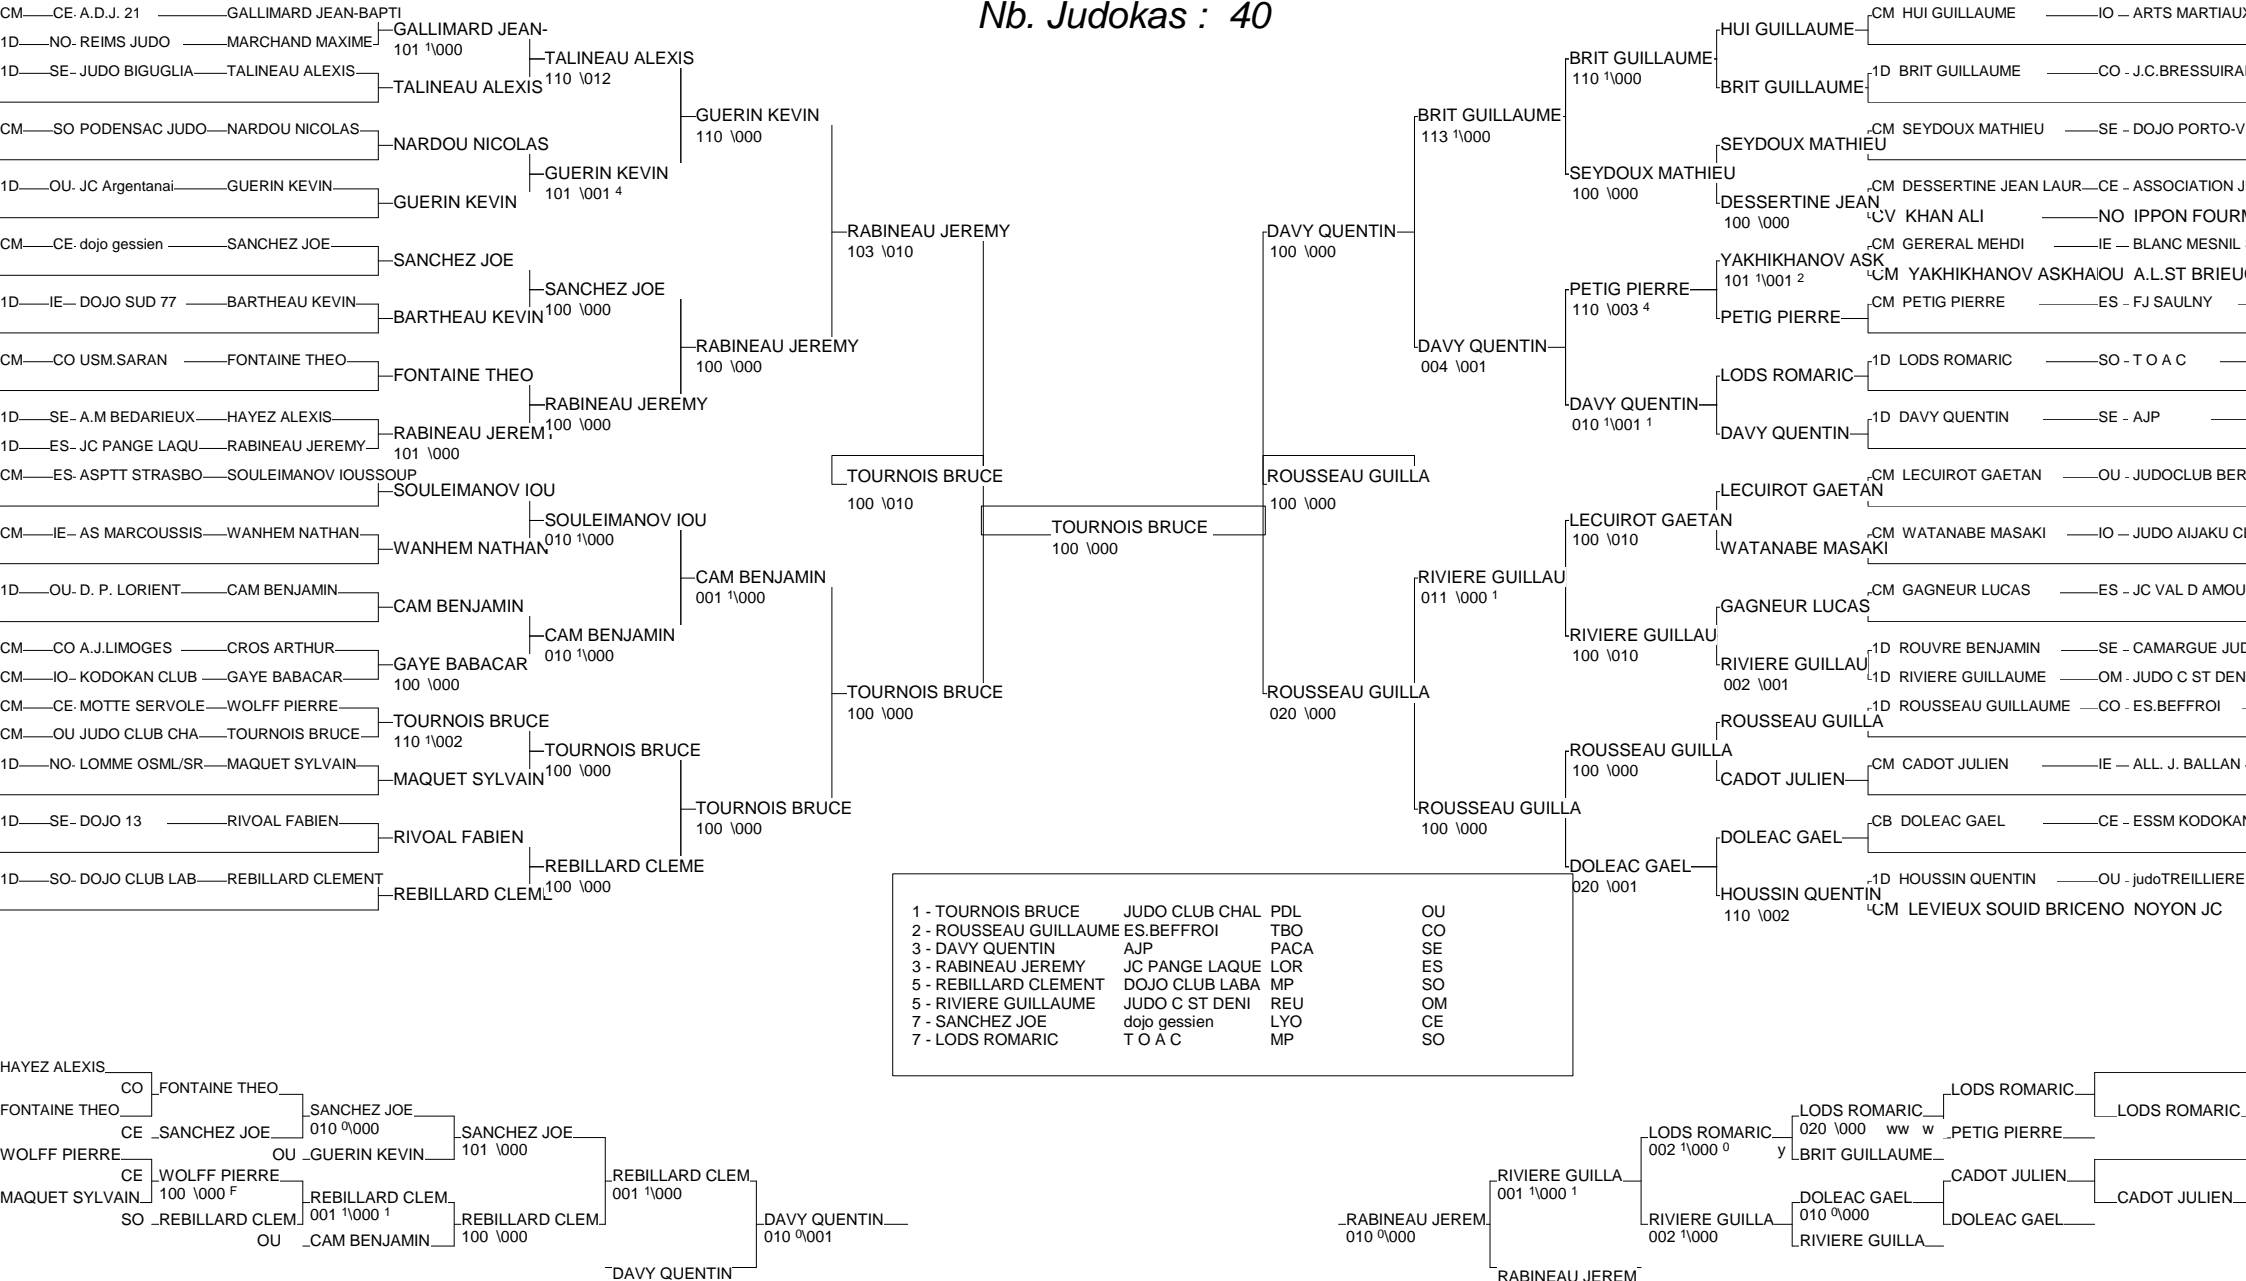 Nb. Judokas : 40
CM CE A.D.J. 21 GALLIMARD JEAN-BAPTI
1D NO REIMS JUDO MARCHAND MAXIME
1D SE JUDO BIGUGLIA TALINEAU ALEXIS
CM SO PODENSAC JUDO NARDOU NICOLAS
1D OU JC Argentanai GUERIN KEVIN
CM CE dojo gessien SANCHEZ JOE
1D IE DOJO SUD 77 BARTHEAU KEVIN
CM CO USM.SARAN FONTAINE THEO
1D SE A.M BEDARIEUX HAYEZ ALEXIS
1D ES JC PANGE LAQU RABINEAU JEREMY
CM ES ASPTT STRASBO SOULEIMANOV IOUSSOUP
CM IE AS MARCOUSSIS WANHEM NATHAN
1D OU D. P. LORIENT CAM BENJAMIN
CM CO A.J.LIMOGES CROS ARTHUR
CM IO KODOKAN CLUB GAYE BABACAR
CM CE MOTTE SERVOLE WOLFF PIERRE
CM OU JUDO CLUB CHA TOURNOIS BRUCE
1D NO LOMME OSML/SR MAQUET SYLVAIN
1D SE DOJO 13 RIVOAL FABIEN
1D SO DOJO CLUB LAB REBILLARD CLEMENT
GALLIMARD JEAN-
101 1\000
TALINEAU ALEXIS
NARDOU NICOLAS
GUERIN KEVIN
SANCHEZ JOE
BARTHEAU KEVIN
FONTAINE THEO
RABINEAU JEREM
101 \000
SOULEIMANOV IOU
WANHEM NATHAN
CAM BENJAMIN
GAYE BABACAR
100 \000
TOURNOIS BRUCE
110 1\002
MAQUET SYLVAIN
RIVOAL FABIEN
REBILLARD CLEM
TALINEAU ALEXIS
110 \012
GUERIN KEVIN
101 \001 4
SANCHEZ JOE
100 \000
RABINEAU JEREMY
100 \000
SOULEIMANOV IOU
010 1\000
CAM BENJAMIN
010 1\000
TOURNOIS BRUCE
100 \000
REBILLARD CLEME
100 \000
GUERIN KEVIN
110 \000
RABINEAU JEREMY
100 \000
CAM BENJAMIN
001 1\000
TOURNOIS BRUCE
100 \000
RABINEAU JEREMY
103 \010
TOURNOIS BRUCE
100 \000
TOURNOIS BRUCE
100 \010
TOURNOIS BRUCE
100 \000
ROUSSEAU GUILLA
100 \000
DAVY QUENTIN
100 \000
ROUSSEAU GUILLA
020 \000
BRIT GUILLAUME
113 1\000
DAVY QUENTIN
004 \001
RIVIERE GUILLAU
011 \000 1
ROUSSEAU GUILLA
100 \000
BRIT GUILLAUME
110 1\000
SEYDOUX MATHIEU
100 \000
PETIG PIERRE
110 \003 4
DAVY QUENTIN
010 1\001 1
LECUIROT GAETAN
100 \010
RIVIERE GUILLAU
100 \010
ROUSSEAU GUILLA
100 \000
DOLEAC GAEL
020 \001
HUI GUILLAUME
BRIT GUILLAUME
SEYDOUX MATHIEU
DESSERTINE JEAN
100 \000
YAKHIKHANOV ASK
101 1\001 2
PETIG PIERRE
LODS ROMARIC
DAVY QUENTIN
LECUIROT GAETAN
WATANABE MASAKI
GAGNEUR LUCAS
RIVIERE GUILLAU
002 \001
ROUSSEAU GUILLA
CADOT JULIEN
DOLEAC GAEL
HOUSSIN QUENTIN
110 \002
CM HUI GUILLAUME IO ARTS MARTIAUX
1D BRIT GUILLAUME CO J.C.BRESSUIRA
CM SEYDOUX MATHIEU SE DOJO PORTO-V
CM DESSERTINE JEAN LAUR CE ASSOCIATION J
CV KHAN ALI NO IPPON FOURM
CM GERERAL MEHDI IE BLANC MESNIL
CM YAKHIKHANOV ASKHA OU A.L.ST BRIEU
CM PETIG PIERRE ES FJ SAULNY
1D LODS ROMARIC SO T O A C
1D DAVY QUENTIN SE AJP
CM LECUIROT GAETAN OU JUDOCLUB BER
CM WATANABE MASAKI IO JUDO AIJAKU CL
CM GAGNEUR LUCAS ES JC VAL D AMOU
1D ROUVRE BENJAMIN SE CAMARGUE JUD
1D RIVIERE GUILLAUME OM JUDO C ST DEN
1D ROUSSEAU GUILLAUME CO ES.BEFFROI
CM CADOT JULIEN IE ALL. J. BALLAN
CB DOLEAC GAEL CE ESSM KODOKAN
1D HOUSSIN QUENTIN OU judoTREILLIERE
CM LEVIEUX SOUID BRICE NO NOYON JC
1 - TOURNOIS BRUCE JUDO CLUB CHAL PDL OU
2 - ROUSSEAU GUILLAUME ES.BEFFROI TBO CO
3 - DAVY QUENTIN AJP PACA SE
3 - RABINEAU JEREMY JC PANGE LAQUE LOR ES
5 - REBILLARD CLEMENT DOJO CLUB LABA MP SO
5 - RIVIERE GUILLAUME JUDO C ST DENI REU OM
7 - SANCHEZ JOE dojo gessien LYO CE
7 - LODS ROMARIC T O A C MP SO
HAYEZ ALEXIS
CO FONTAINE THEO
FONTAINE THEO
CE SANCHEZ JOE
WOLFF PIERRE
CE WOLFF PIERRE
100 \000 F
MAQUET SYLVAIN
SO REBILLARD CLEM
SANCHEZ JOE
010 0\000
OU GUERIN KEVIN
REBILLARD CLEM
001 1\000 1
OU CAM BENJAMIN
SANCHEZ JOE
101 \000
REBILLARD CLEM
100 \000
REBILLARD CLEM
001 1\000
DAVY QUENTIN
DAVY QUENTIN
010 0\001
RABINEAU JEREM
010 0\000
RIVIERE GUILLA
001 1\000 1
RABINEAU JEREM
LODS ROMARIC
002 1\000 0
RIVIERE GUILLA
002 1\000
LODS ROMARIC
020 \000 ww w
y BRIT GUILLAUME
DOLEAC GAEL
010 0\000
RIVIERE GUILLA
LODS ROMARIC
PETIG PIERRE
CADOT JULIEN
DOLEAC GAEL
LODS ROMARIC
CADOT JULIEN